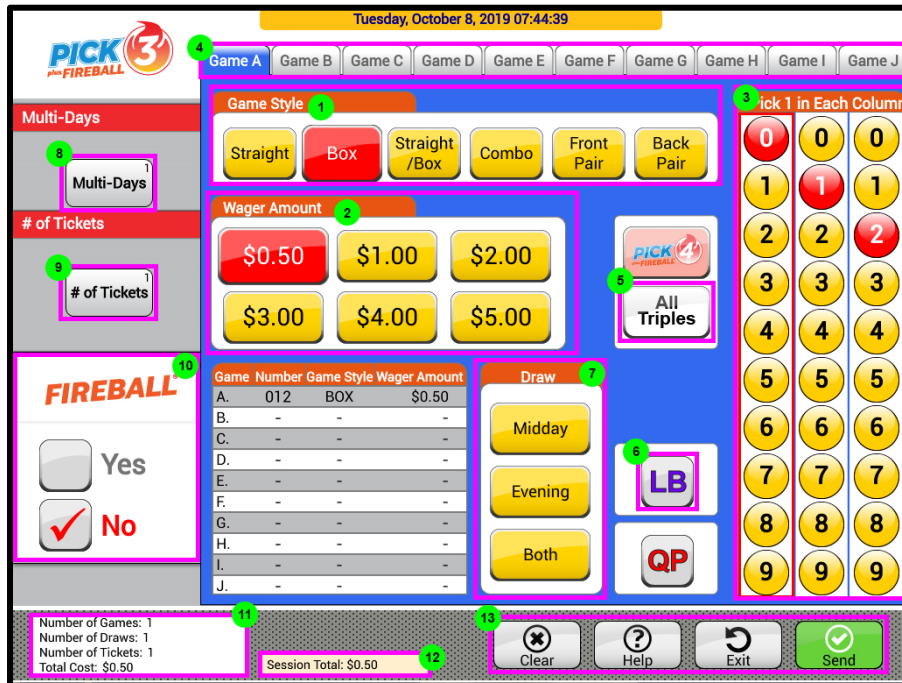 Tuesday, October 8, 2019 07:44:39
PICK 3
plus FIREBALL
4
Game A Game B Game C Game D Game E Game F Game G Game H Game I Game J
Game Style 1
Straight Box Straight /Box Combo Front Pair Back Pair
3 Pick 1 in Each Column
0 0 0
1 1 1
2 2 2
3 3 3
4 4 4
5 5 5
6 6 6
7 7 7
8 8 8
9 9 9
Multi-Days
8
Multi-Days 1
# of Tickets
9
# of Tickets 1
Wager Amount 2
$0.50 $1.00 $2.00
$3.00 $4.00 $5.00
PICK 4
plus FIREBALL
5
All
Triples
10
FIREBALL
Yes
No
Game Number Game Style Wager Amount
A. 012 BOX $0.50
B. - - -
C. - - -
D. - - -
E. - - -
F. - - -
G. - - -
H. - - -
I. - - -
J. - - -
Draw 7
Midday
Evening
Both
6
LB
QP
11
Number of Games: 1
Number of Draws: 1
Number of Tickets: 1
Total Cost: $0.50
12
Session Total: $0.50
13
Clear Help Exit Send